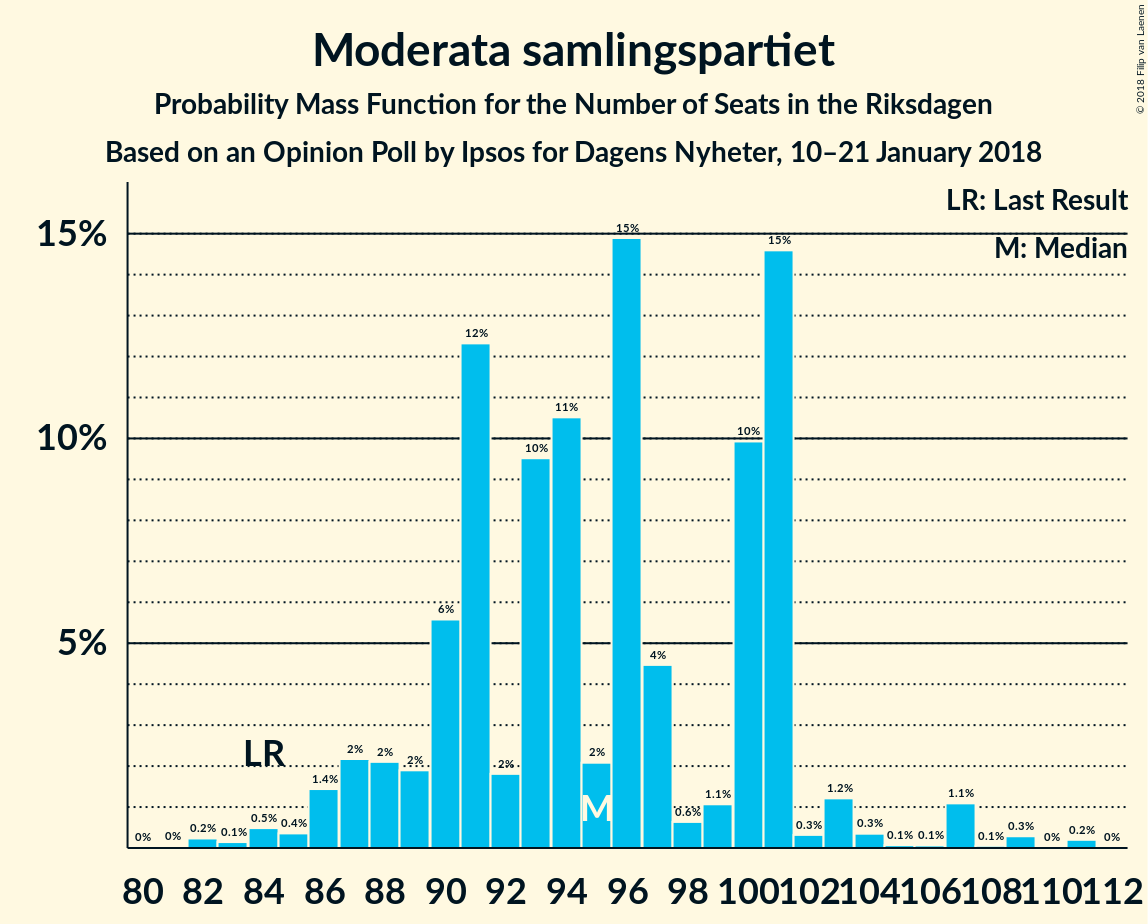 Moderata samlingspartiet
Probability Mass Function for the Number of Seats in the Riksdagen
Based on an Opinion Poll by Ipsos for Dagens Nyheter, 10–21 January 2018
© 2018 Filip van Laenen
LR: Last Result
M: Median
15%
10%
5%
0% 0% 0.2% 0.1% 0.5% 0.4% 1.4% 2% 2% 2% 6% 12% 2% 10% 11% 2% 15% 4% 0.6% 1.1% 10% 15% 0.3% 1.2% 0.3% 0.1% 0.1% 1.1% 0.1% 0.3% 0% 0.2% 0%
LR
M
80 82 84 86 88 90 92 94 96 98 100 102 104 106 108 110 112